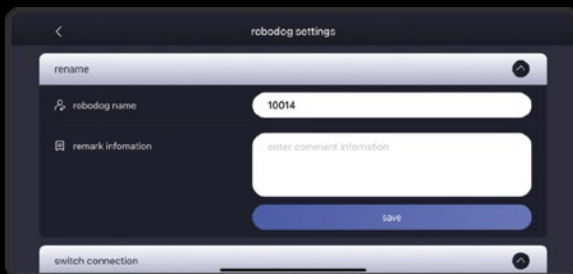 robodog settings
rename
robodog name
10014
remark infomation
enter comment infomation
save
switch connection